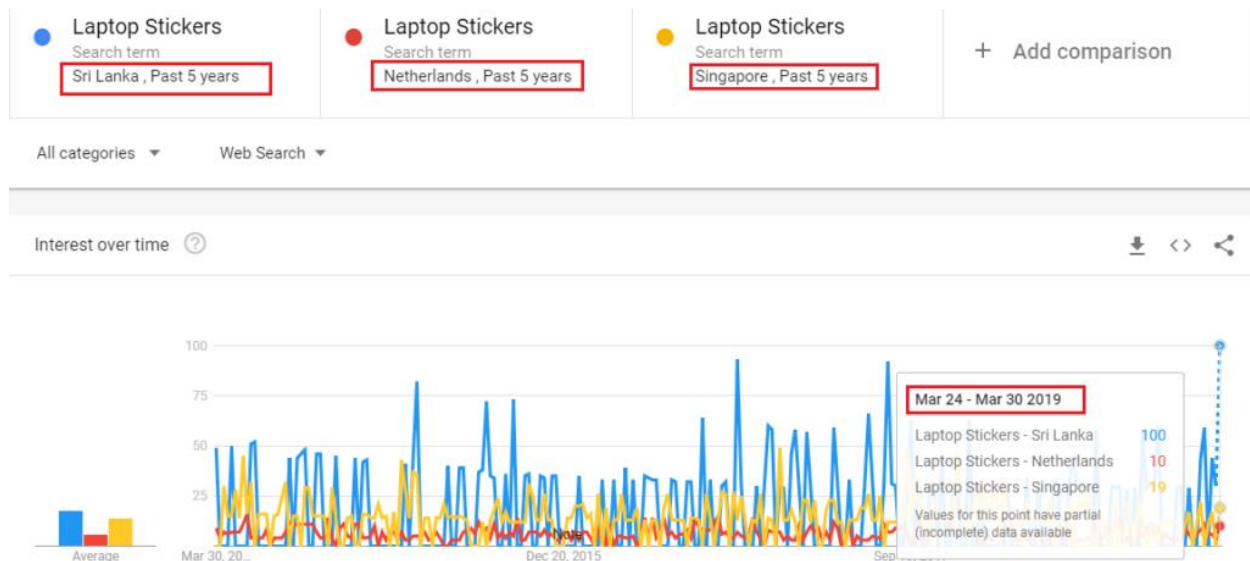 Laptop Stickers
Search term
Sri Lanka , Past 5 years
Laptop Stickers
Search term
Netherlands , Past 5 years
Laptop Stickers
Search term
Singapore , Past 5 years
+ Add comparison
All categories
Web Search
Interest over time
100
75
50
25
Average
Mar 30, 20...
Note
Dec 20, 2015
Mar 24 - Mar 30 2019
Laptop Stickers - Sri Lanka 100
Laptop Stickers - Netherlands 10
Laptop Stickers - Singapore 19
Values for this point have partial
(incomplete) data available